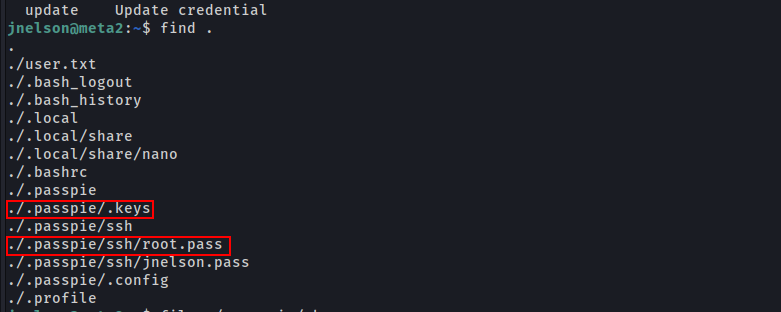 update    Update credential
jnelson@meta2:~$ find .
.
./user.txt
./.bash_logout
./.bash_history
./.local
./.local/share
./.local/share/nano
./.bashrc
./.passpie
./.passpie/.keys
./.passpie/ssh
./.passpie/ssh/root.pass
./.passpie/ssh/jnelson.pass
./.passpie/.config
./.profile